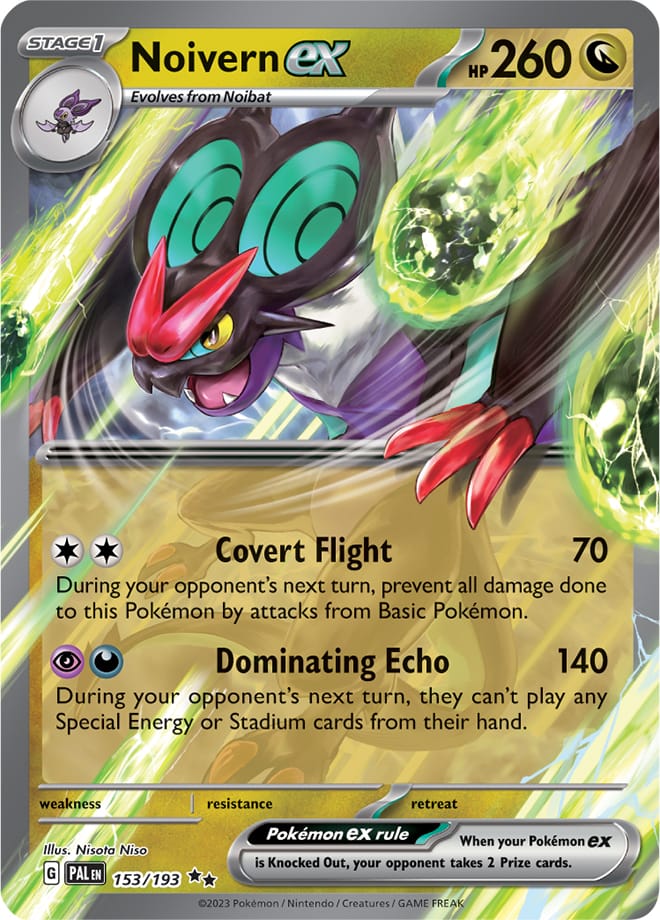 STAGE 1
Noivern ex
HP 260
Evolves from Noibat
Covert Flight 70
During your opponent's next turn, prevent all damage done
to this Pokémon by attacks from Basic Pokémon.
Dominating Echo 140
During your opponent's next turn, they can't play any
Special Energy or Stadium cards from their hand.
weakness resistance retreat
Illus. Nisota Niso
Pokémon ex rule When your Pokémon ex
is Knocked Out, your opponent takes 2 Prize cards.
G PAL EN 153/193
©2023 Pokémon / Nintendo / Creatures / GAME FREAK